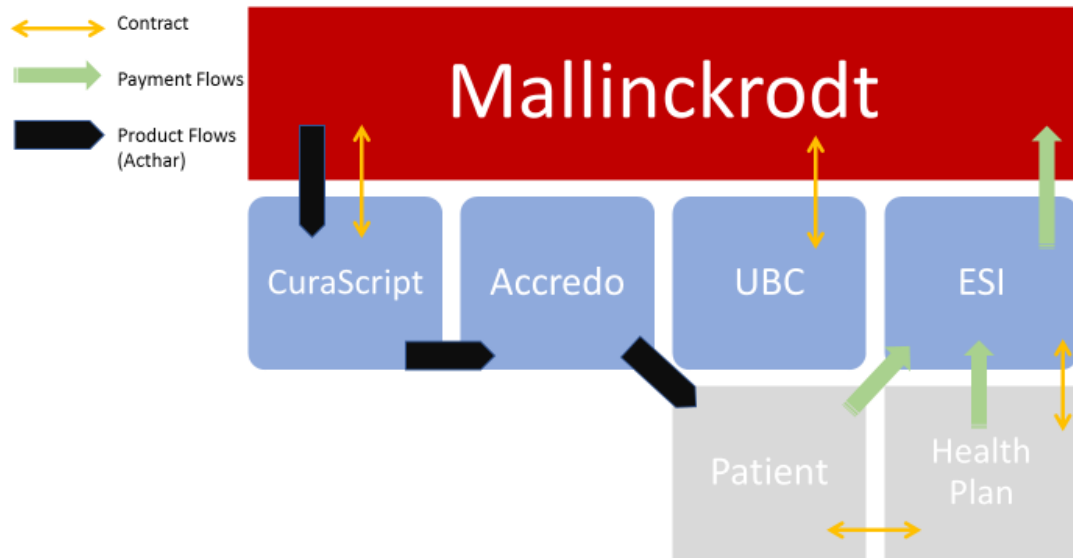 Contract
Payment Flows
Product Flows
(Acthar)
Mallinckrodt
CuraScript
Accredo
UBC
ESI
Patient
Health
Plan